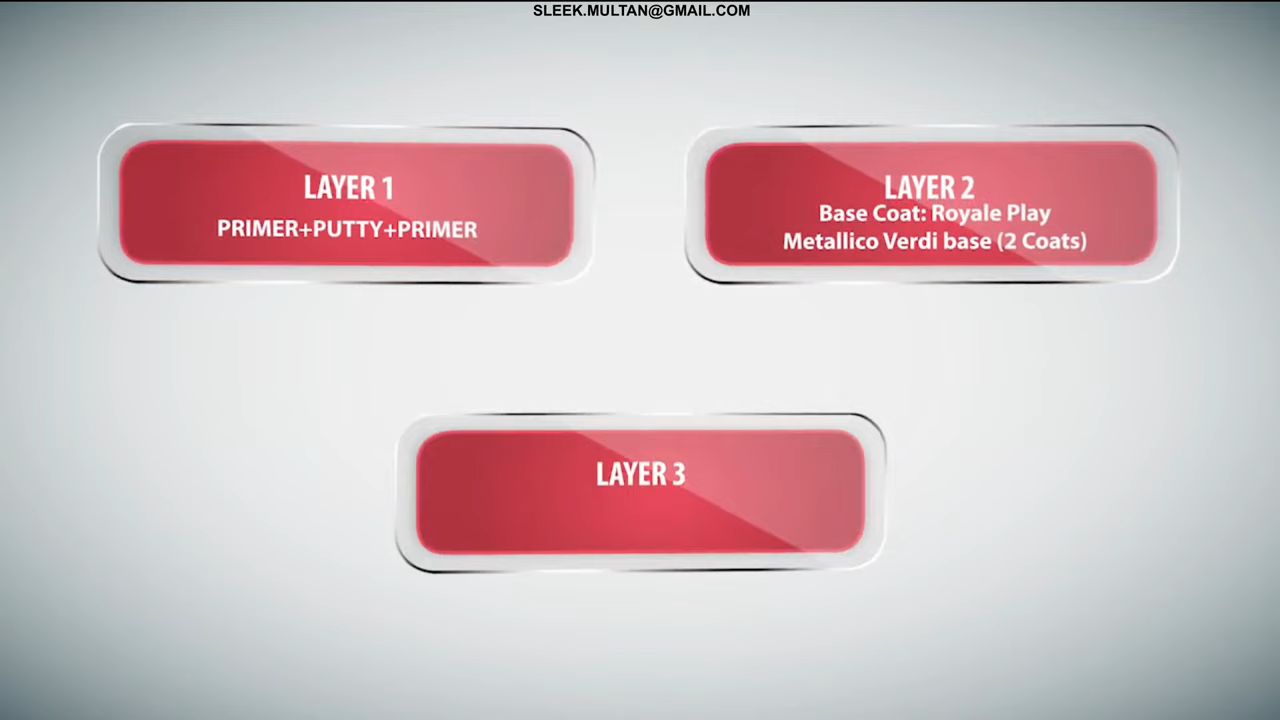 SLEEK.MULTAN@GMAIL.COM
LAYER 1
PRIMER+PUTTY+PRIMER
LAYER 2
Base Coat: Royale Play
Metallico Verdi base (2 Coats)
LAYER 3